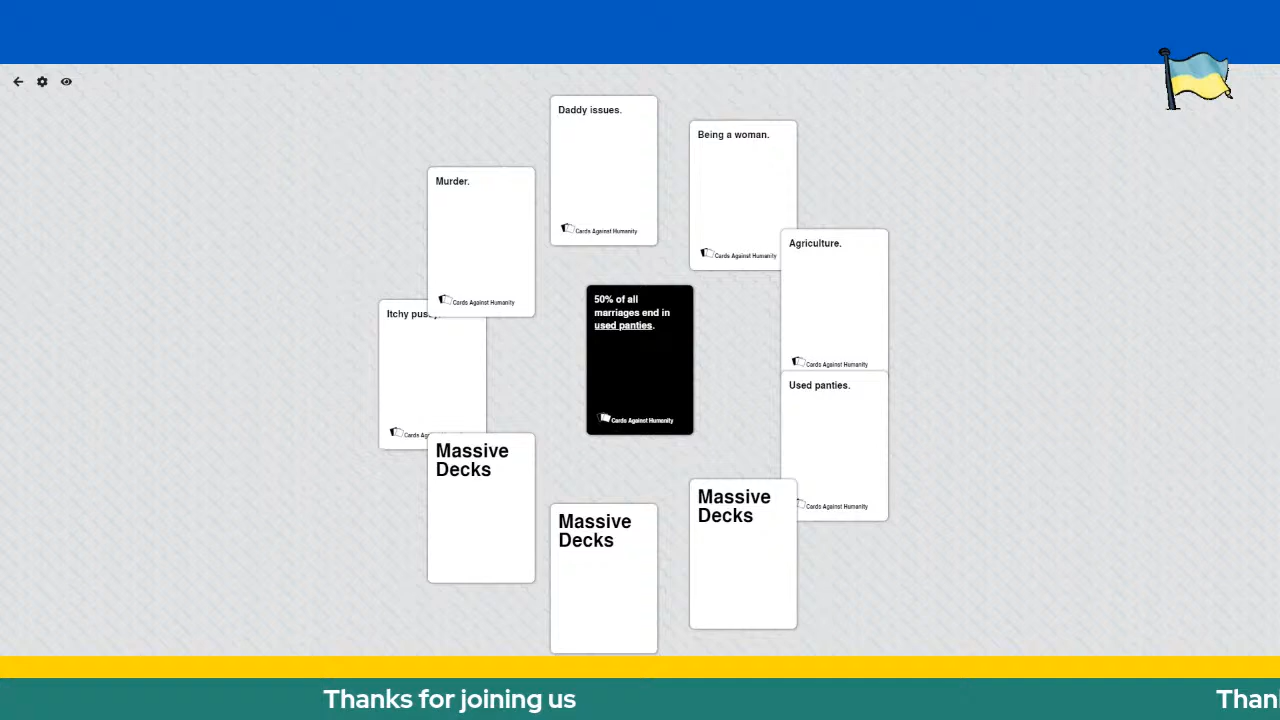 Daddy issues.
Cards Against Humanity
Being a woman.
Cards Against Humanity
Murder.
Cards Against Humanity
Agriculture.
Cards Against Humanity
50% of all
marriages end in
used panties.
Cards Against Humanity
Itchy
Cards
Used panties.
Cards Against Humanity
Massive
Decks
Massive
Decks
Massive
Decks
Thanks for joining us